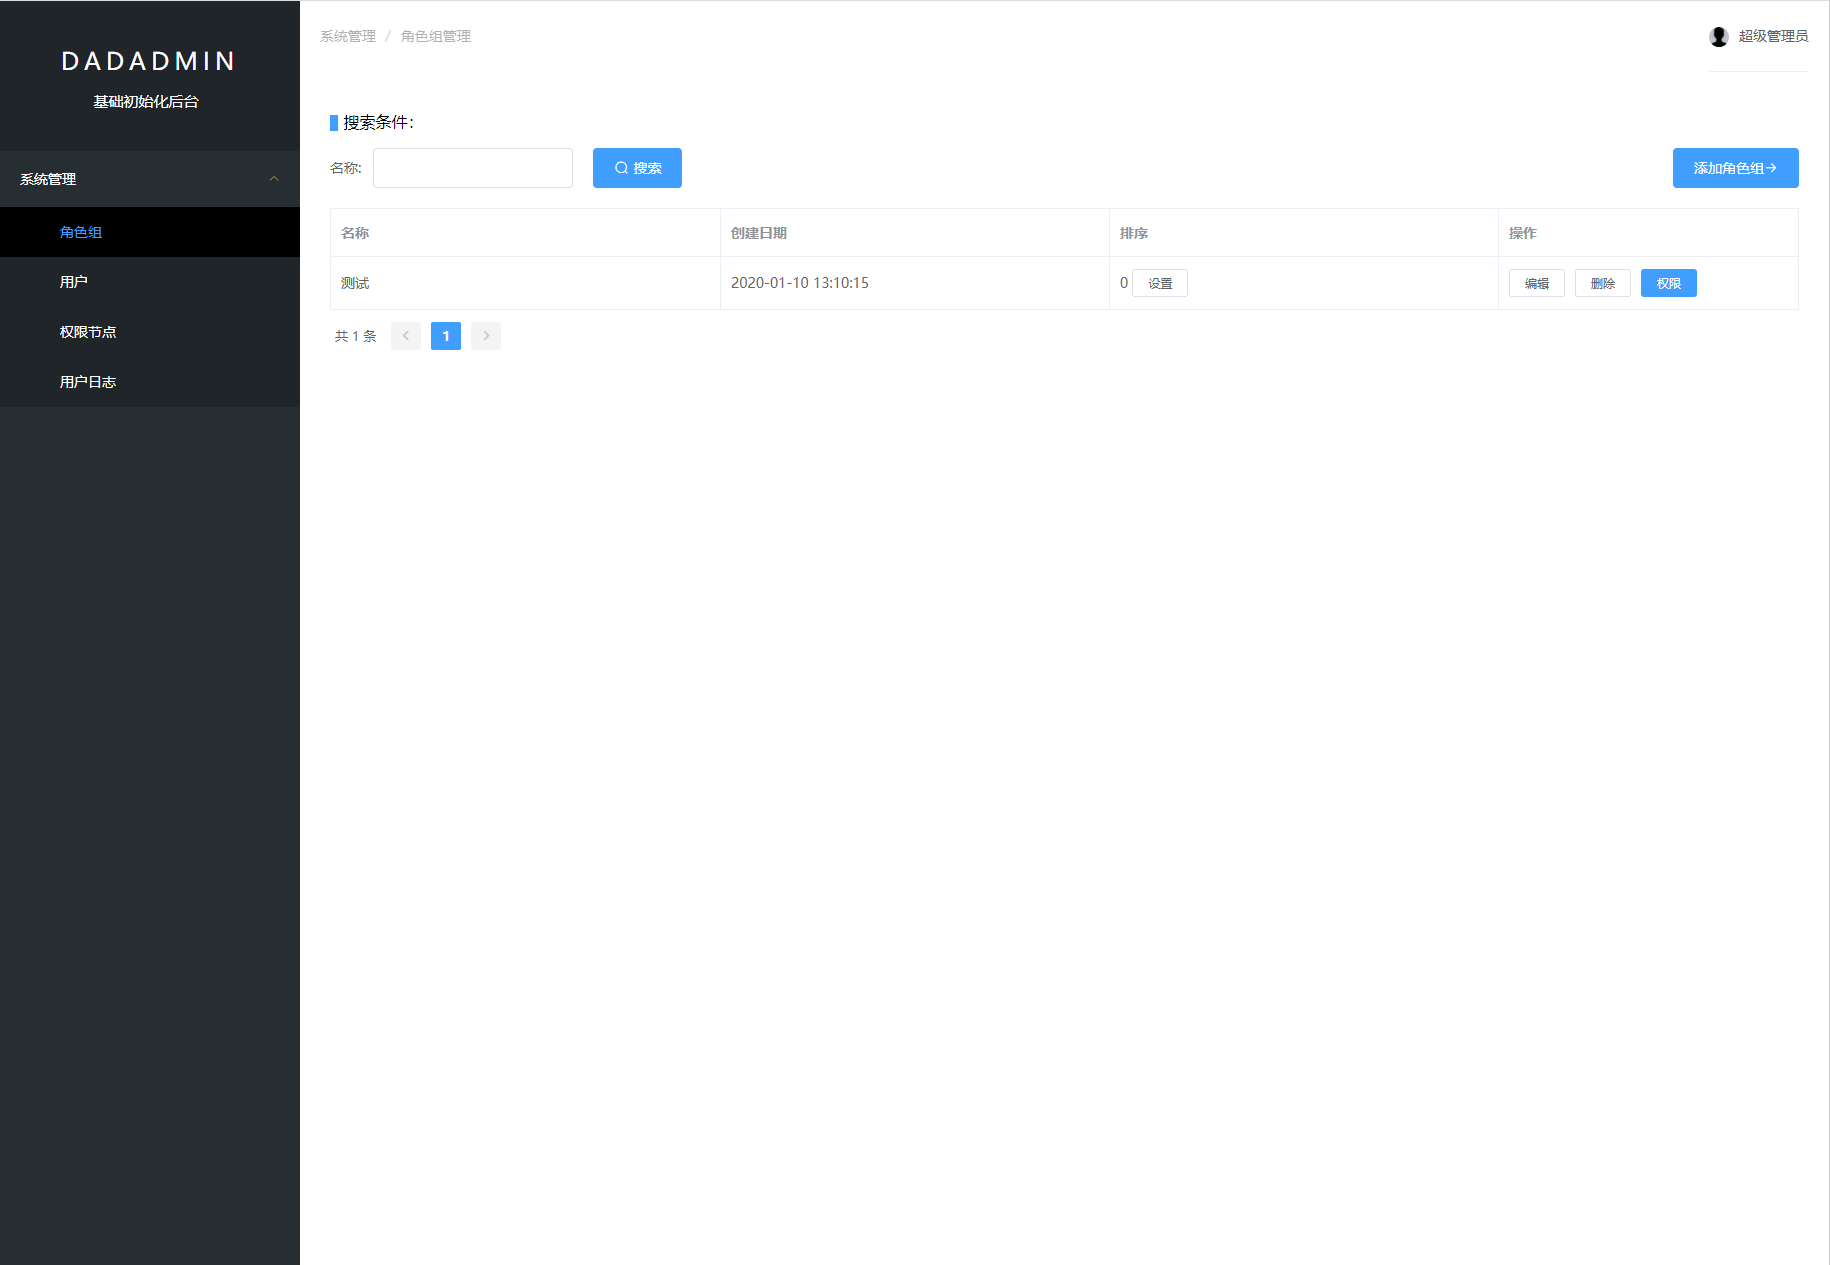 DADADMIN
基础初始化后台
系统管理
角色组
用户
权限节点
用户日志
系统管理 / 角色组管理
超级管理员
搜索条件:
名称: 搜索 添加角色组→
名称 创建日期 排序 操作
测试 2020-01-10 13:10:15 0 设置 编辑 删除 权限
共 1 条 < 1 >